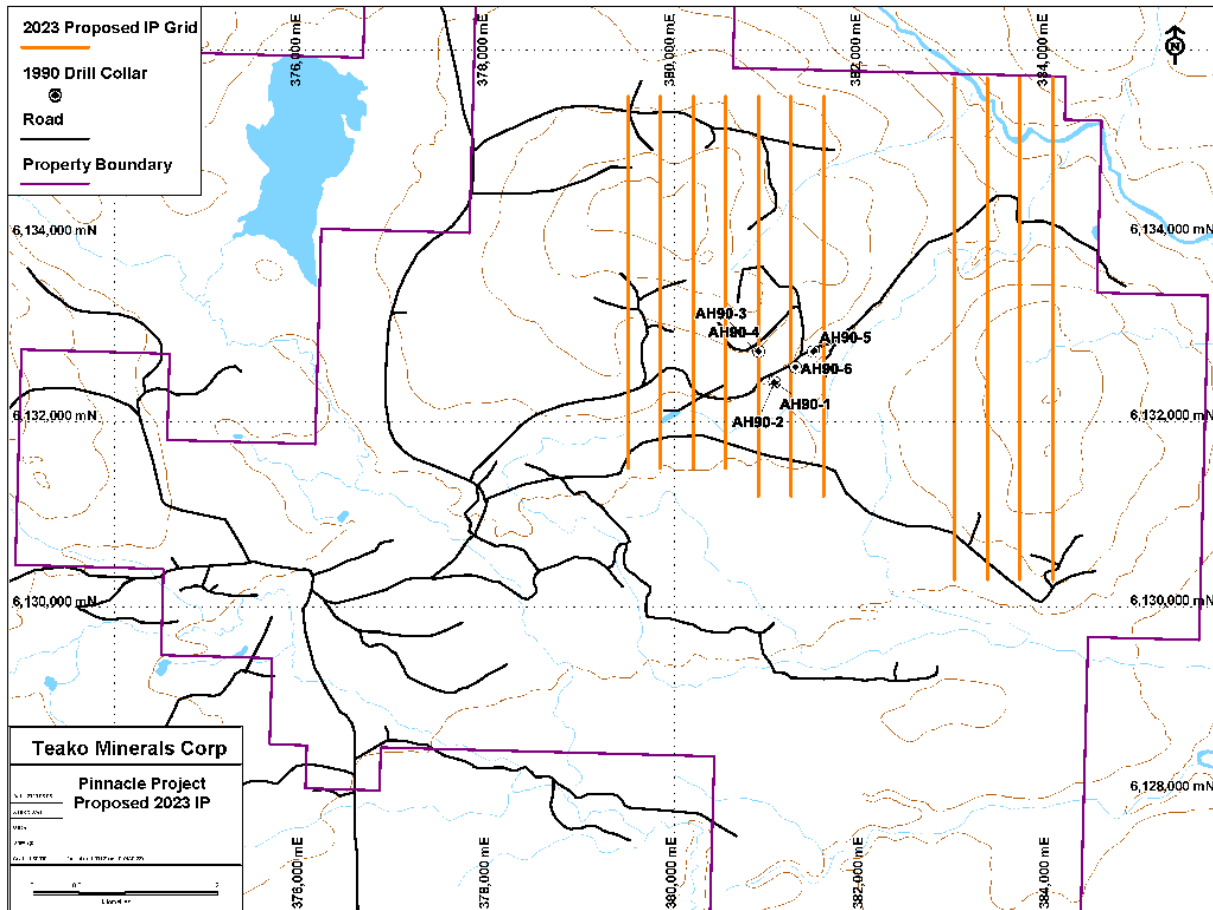 2023 Proposed IP Grid
1990 Drill Collar
Road
Property Boundary
376,000 mE
378,000 mE
380,000 mE
382,000 mE
384,000 mE
N
6,134,000 mN
6,134,000 mN
AH90-3
AH90-4
AH90-5
AH90-6
AH90-1
AH90-2
6,132,000 mN
6,132,000 mN
6,130,000 mN
6,130,000 mN
6,128,000 mN
Teako Minerals Corp
Pinnacle Project
Proposed 2023 IP
376,000 mE
378,000 mE
380,000 mE
382,000 mE
384,000 mE